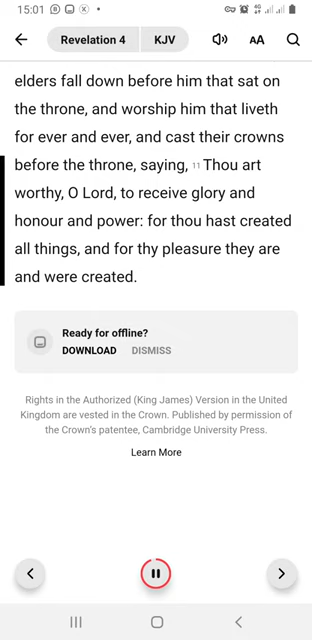 15:01
Revelation 4 KJV AA
elders fall down before him that sat on
the throne, and worship him that liveth
for ever and ever, and cast their crowns
before the throne, saying, 11 Thou art
worthy, O Lord, to receive glory and
honour and power: for thou hast created
all things, and for thy pleasure they are
and were created.
Ready for offline?
DOWNLOAD DISMISS
Rights in the Authorized (King James) Version in the United
Kingdom are vested in the Crown. Published by permission of
the Crown's patentee, Cambridge University Press.
Learn More